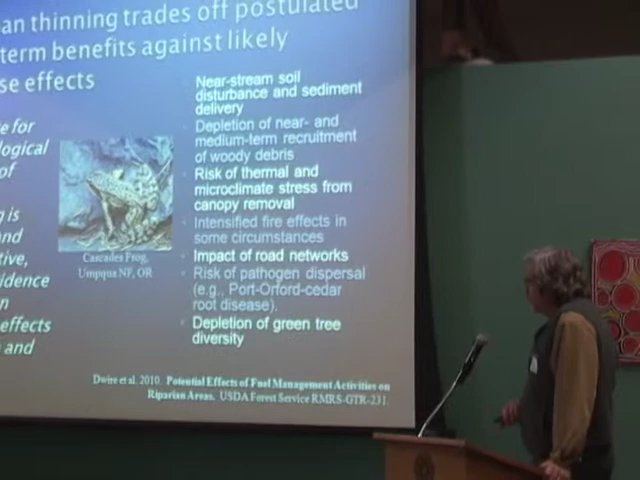 an thinning trades off postulated
term benefits against likely
se effects
e for
logical
of
g is
nd
tive,
idence
n
effects
and
Cascades Frog,
Umpqua NF, OR
Near-stream soil
disturbance and sediment
delivery
Depletion of near- and
medium-term recruitment
of woody debris
Risk of thermal and
microclimate stress from
canopy removal
Intensified fire effects in
some circumstances
Impact of road networks
Risk of pathogen dispersal
(e.g., Port-Orford-cedar
root disease).
Depletion of green tree
diversity
Dwire et al. 2010. Potential Effects of Fuel Management Activities on
Riparian Areas. USDA Forest Service RMRS-GTR-231.